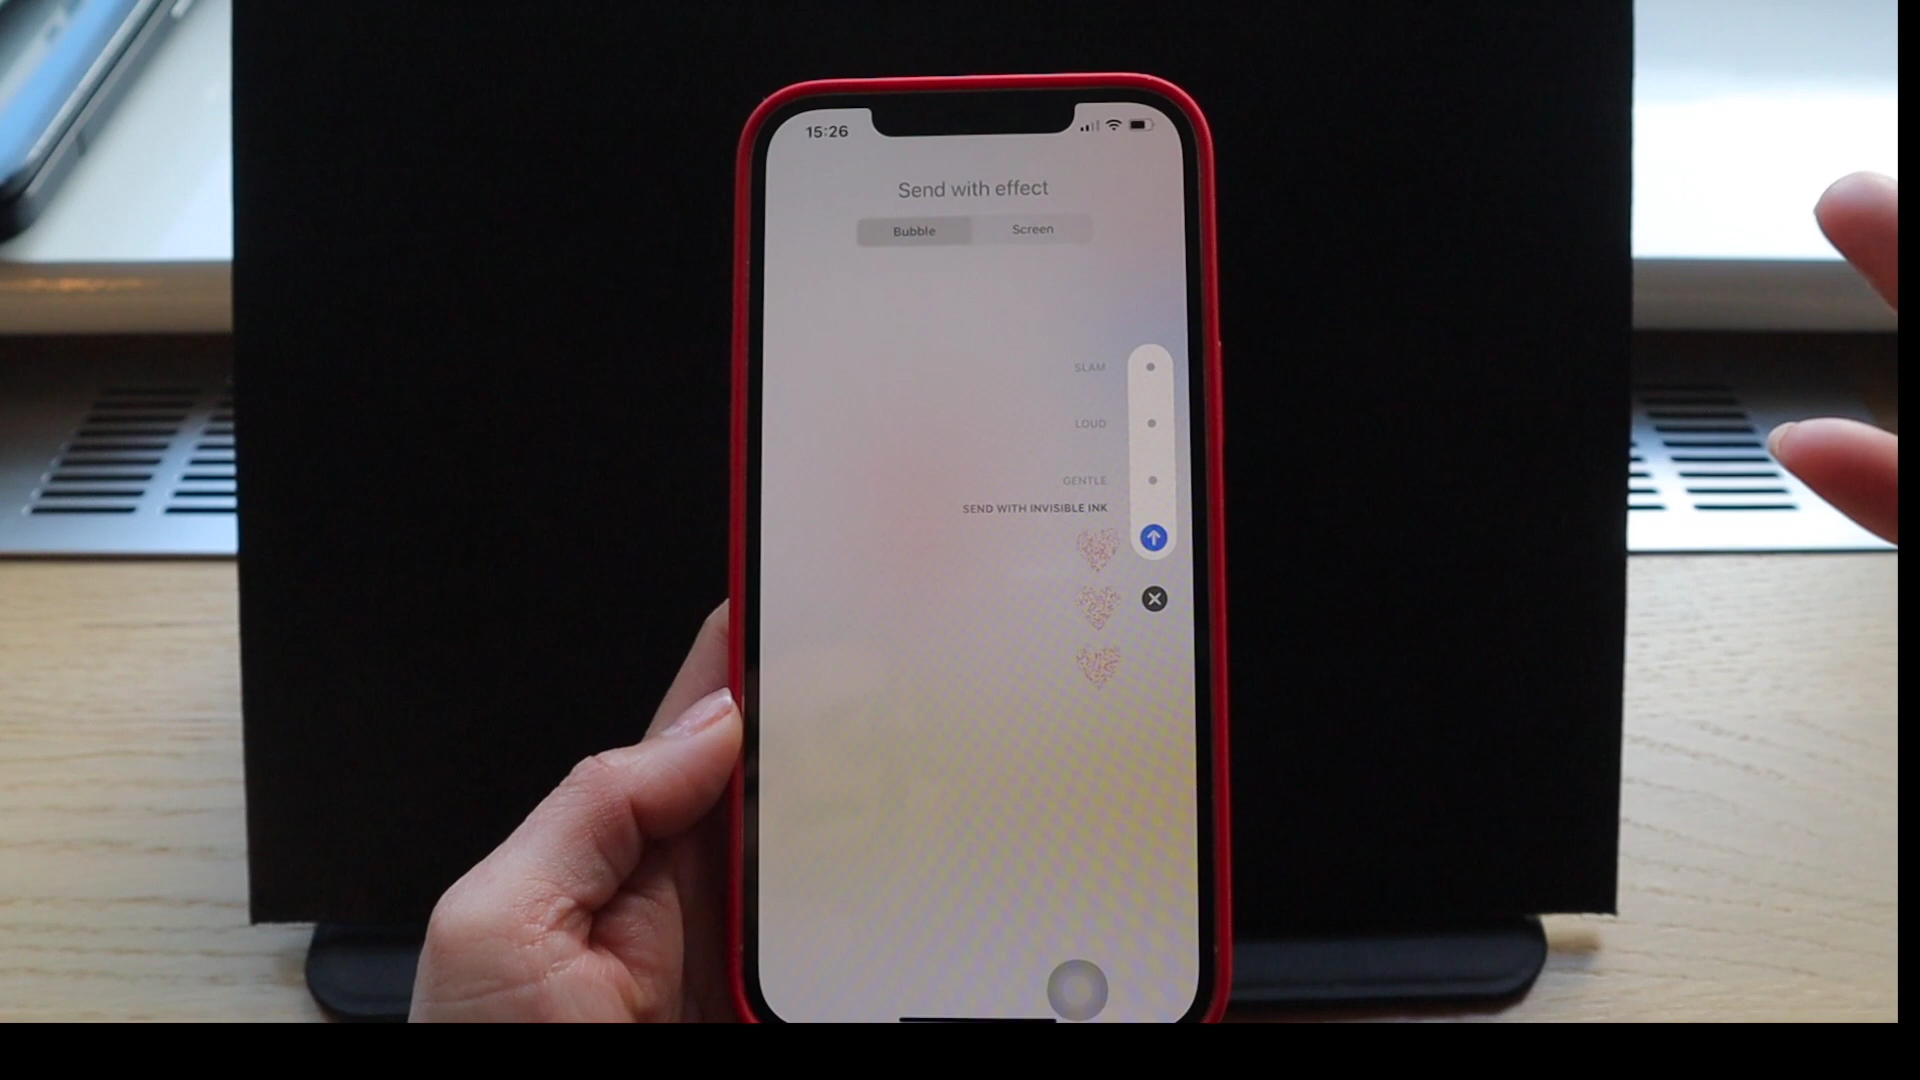 15:26
Send with effect
Bubble
Screen
SLAM
LOUD
GENTLE
SEND WITH INVISIBLE INK